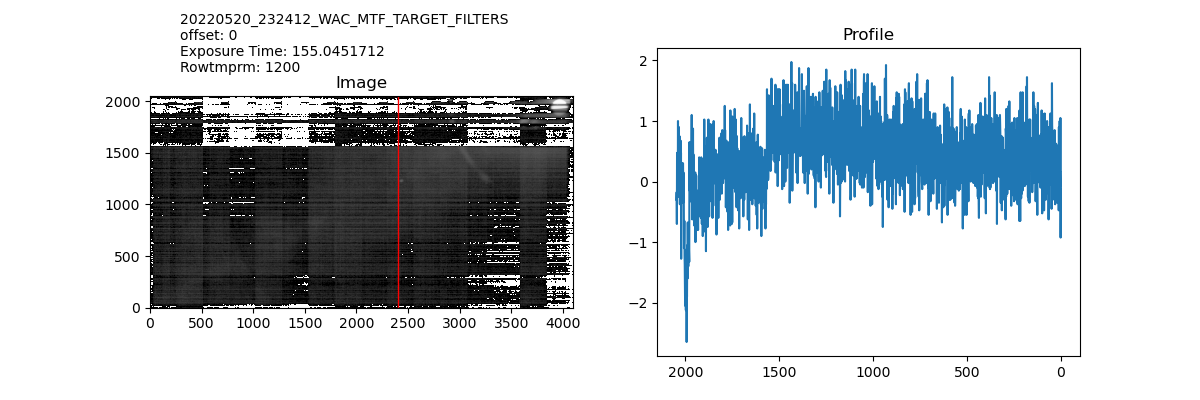 20220520_232412_WAC_MTF_TARGET_FILTERS
offset: 0
Exposure Time: 155.0451712
Rowtmprm: 1200
Image
2000
1500
1000
500
0
0 500 1000 1500 2000 2500 3000 3500 4000
Profile
2
1
0
−1
−2
2000 1500 1000 500 0